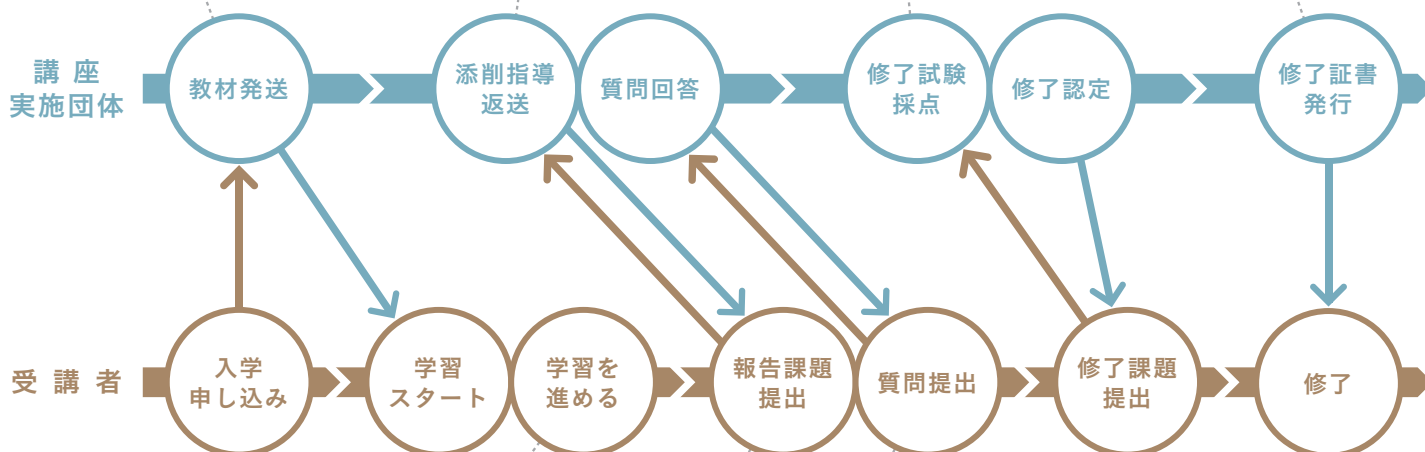 講座
実施団体
教材発送
添削指導
返送
質問回答
修了試験
採点
修了認定
修了証書
発行
受講者
入学
申し込み
学習
スタート
学習を
進める
報告課題
提出
質問提出
修了課題
提出
修了